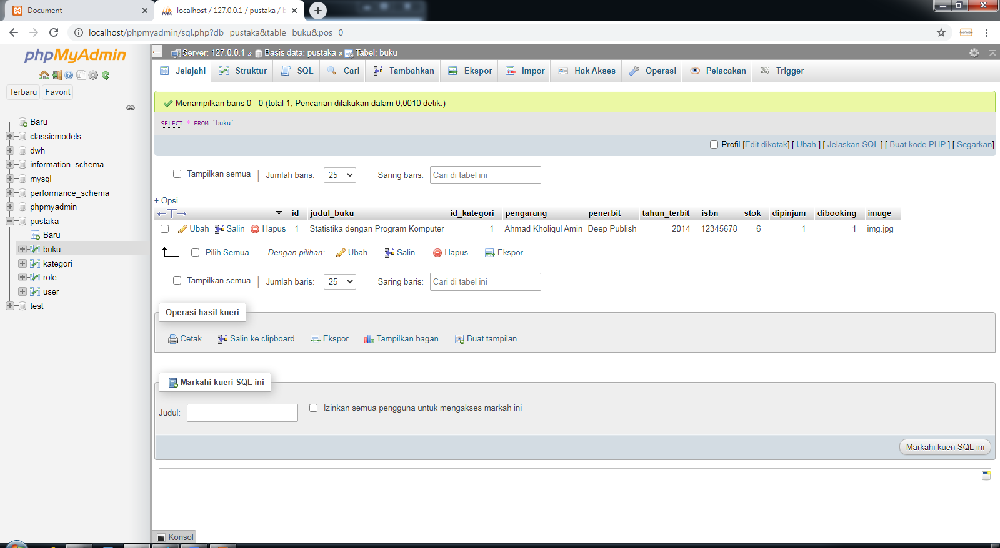 Document
localhost / 127.0.0.1 / pustaka / b
localhost/phpmyadmin/sql.php?db=pustaka&table=buku&pos=0
phpMyAdmin
Terbaru
Favorit
Baru
classicmodels
dwh
information_schema
mysql
performance_schema
phpmyadmin
pustaka
Baru
buku
kategori
role
user
test
Server: 127.0.0.1 » Basis data: pustaka » Tabel: buku
Jelajahi Struktur SQL Cari Tambahkan Ekspor Impor Hak Akses Operasi Pelacakan Trigger
Menampilkan baris 0 - 0 (total 1, Pencarian dilakukan dalam 0,0010 detik.)
SELECT * FROM `buku`
Profil [Edit dikotak] [ Ubah ] [ Jelaskan SQL ] [ Buat kode PHP ] [ Segarkan]
Tampilkan semua | Jumlah baris: 25 Saring baris: Cari di tabel ini
+ Opsi
←T→ id judul_buku id_kategori pengarang penerbit tahun_terbit isbn stok dipinjam dibooking image
Ubah Salin Hapus 1 Statistika dengan Program Komputer 1 Ahmad Kholiqul Amin Deep Publish 2014 12345678 6 1 1 img.jpg
Pilih Semua Dengan pilihan: Ubah Salin Hapus Ekspor
Tampilkan semua | Jumlah baris: 25 Saring baris: Cari di tabel ini
Operasi hasil kueri
Cetak Salin ke clipboard Ekspor Tampilkan bagan Buat tampilan
Markahi kueri SQL ini
Judul: Izinkan semua pengguna untuk mengakses markah ini
Markahi kueri SQL ini
Konsol